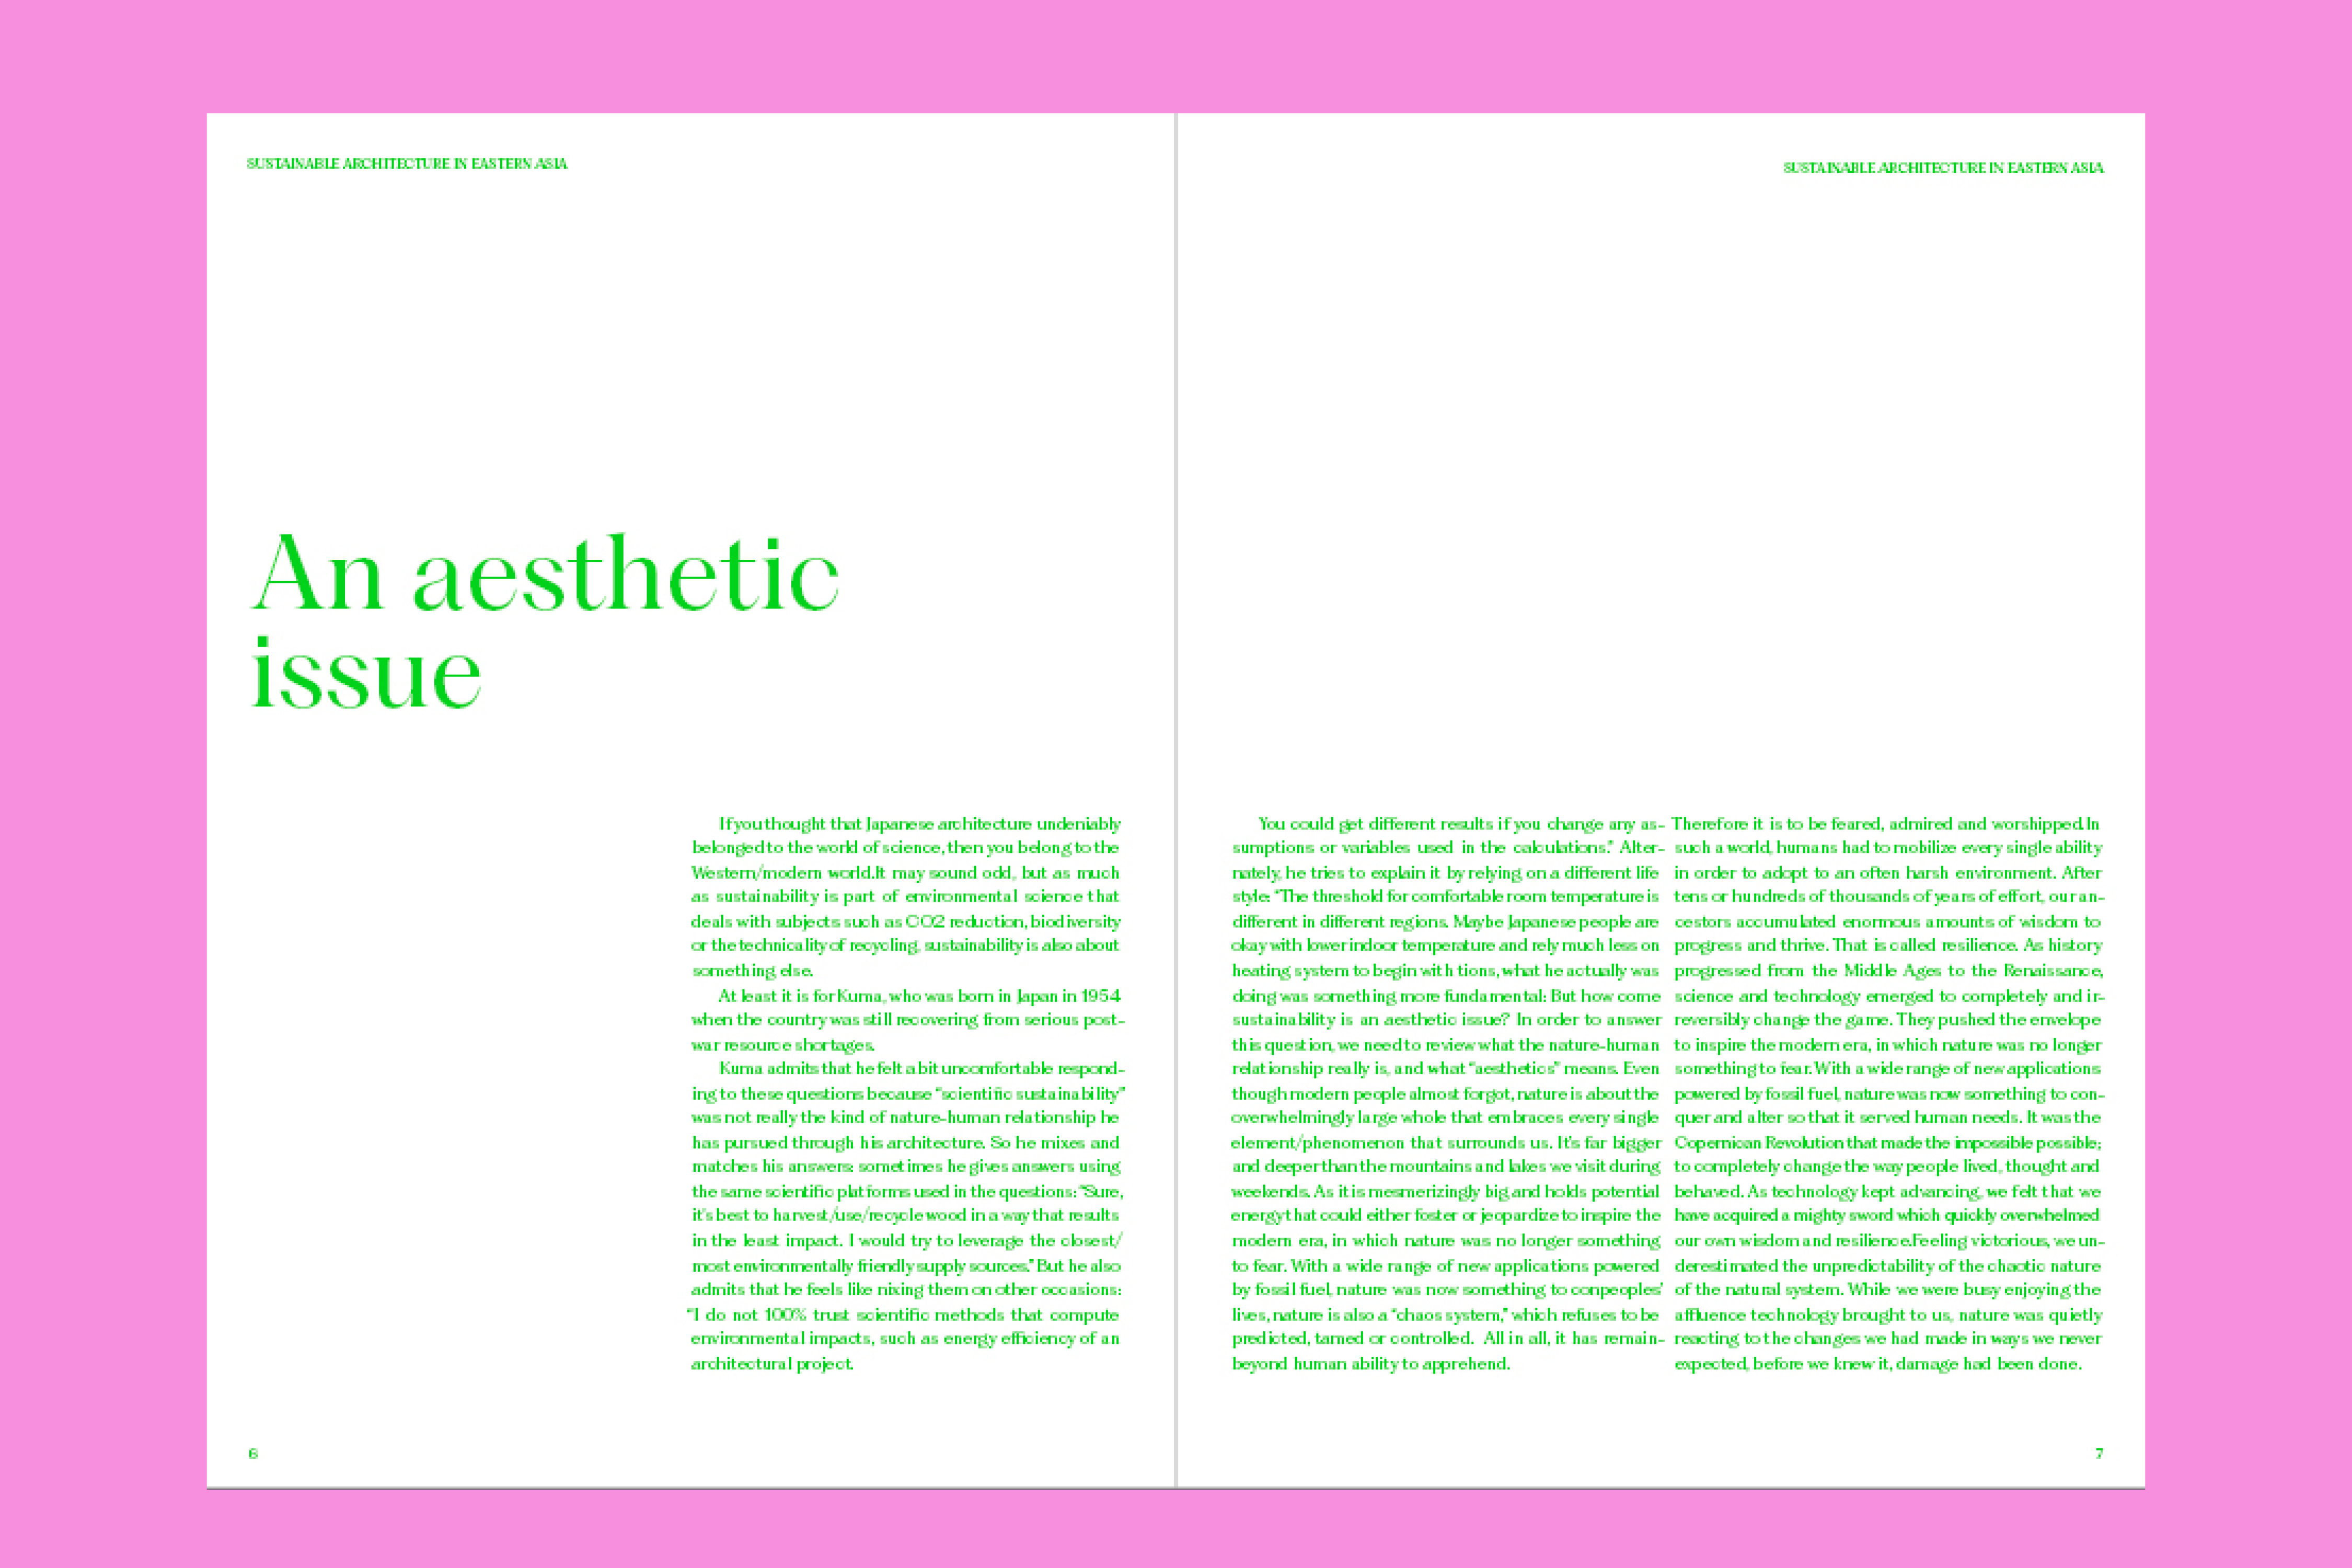 SUSTAINABLE ARCHITECTURE IN EASTERN ASIA
An aesthetic
issue
If you thought that Japanese architecture undeniably
belonged to the world of science, then you belong to the
Western/modern world.It may sound odd, but as much
as sustainability is part of environmental science that
deals with subjects such as CO2 reduction, biodiversity
or the technicality of recycling, sustainability is also about
something else.
At least it is for Kuma, who was born in Japan in 1954
when the country was still recovering from serious post-
war resource shortages.
Kuma admits that he felt a bit uncomfortable respond-
ing to these questions because “scientific sustainability”
was not really the kind of nature-human relationship he
has pursued through his architecture. So he mixes and
matches his answers: sometimes he gives answers using
the same scientific platforms used in the questions: “Sure,
it's best to harvest/use/recycle wood in a way that results
in the least impact. I would try to leverage the closest/
most environmentally friendly supply sources.” But he also
admits that he feels like nixing them on other occasions:
“I do not 100% trust scientific methods that compute
environmental impacts, such as energy efficiency of an
architectural project.
6
SUSTAINABLE ARCHITECTURE IN EASTERN ASIA
You could get different results if you change any as-
sumptions or variables used in the calculations.” Alter-
nately, he tries to explain it by relying on a different life
style: “The threshold for comfortable room temperature is
different in different regions. Maybe Japanese people are
okay with lower indoor temperature and rely much less on
heating system to begin with tions, what he actually was
doing was something more fundamental: But how come
sustainability is an aesthetic issue? In order to answer
this question, we need to review what the nature-human
relationship really is, and what “aesthetics” means. Even
though modern people almost forgot, nature is about the
overwhelmingly large whole that embraces every single
element/phenomenon that surrounds us. It's far bigger
and deeper than the mountains and lakes we visit during
weekends. As it is mesmerizingly big and holds potential
energy that could either foster or jeopardize to inspire the
modern era, in which nature was no longer something
to fear. With a wide range of new applications powered
by fossil fuel, nature was now something to conpeoples'
lives, nature is also a “chaos system,” which refuses to be
predicted, tamed or controlled. All in all, it has remain-
beyond human ability to apprehend.
Therefore it is to be feared, admired and worshipped.In
such a world, humans had to mobilize every single ability
in order to adopt to an often harsh environment. After
tens or hundreds of thousands of years of effort, our an-
cestors accumulated enormous amounts of wisdom to
progress and thrive. That is called resilience. As history
progressed from the Middle Ages to the Renaissance,
science and technology emerged to completely and ir-
reversibly change the game. They pushed the envelope
to inspire the modern era, in which nature was no longer
something to fear. With a wide range of new applications
powered by fossil fuel, nature was now something to con-
quer and alter so that it served human needs. It was the
Copernican Revolution that made the impossible possible;
to completely change the way people lived, thought and
behaved. As technology kept advancing, we felt that we
have acquired a mighty sword which quickly overwhelmed
our own wisdom and resilience.Feeling victorious, we un-
derestimated the unpredictability of the chaotic nature
of the natural system. While we were busy enjoying the
affluence technology brought to us, nature was quietly
reacting to the changes we had made in ways we never
expected, before we knew it, damage had been done.
7